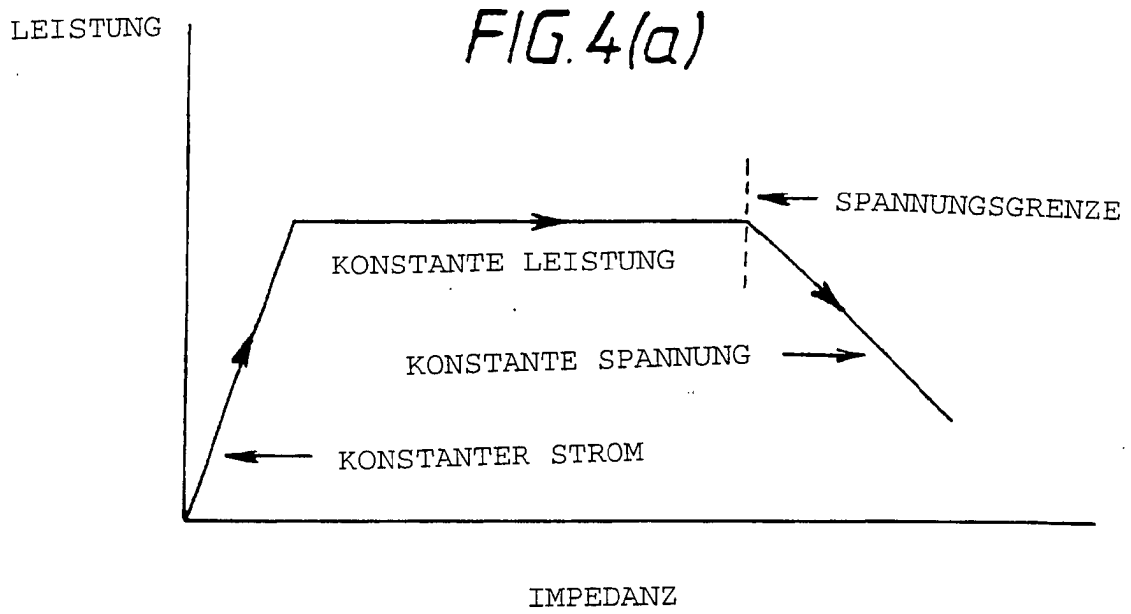 LEISTUNG
FIG. 4(a)
SPANNUNGSGRENZE
KONSTANTE LEISTUNG
KONSTANTE SPANNUNG
KONSTANTER STROM
IMPEDANZ